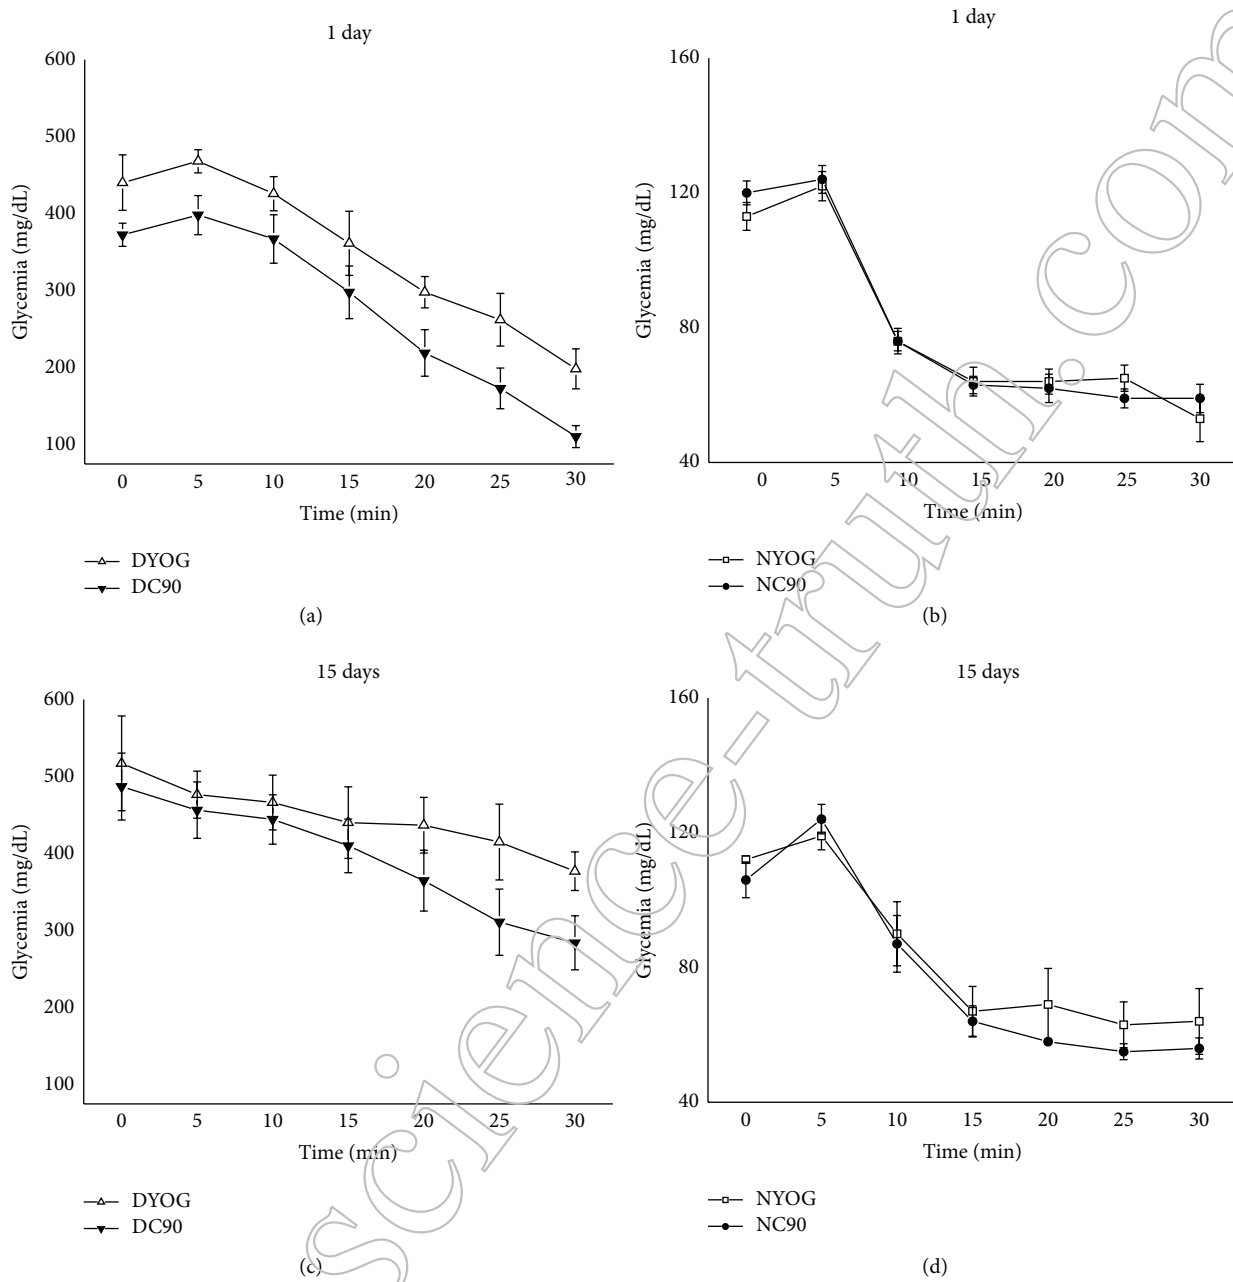 1 day
600
500
400
300
200
100
Glycemia (mg/dL)
0 5 10 15 20 25 30
Time (min)
DYOG
DC90
(a)
1 day
160
120
80
40
Glycemia (mg/dL)
0 5 10 15 20 25 30
Time (min)
NYOG
NC90
(b)
15 days
600
500
400
300
200
100
Glycemia (mg/dL)
0 5 10 15 20 25 30
Time (min)
DYOG
DC90
(c)
15 days
160
120
80
40
Glycemia (mg/dL)
0 5 10 15 20 25 30
Time (min)
NYOG
NC90
(d)
science-truth.com